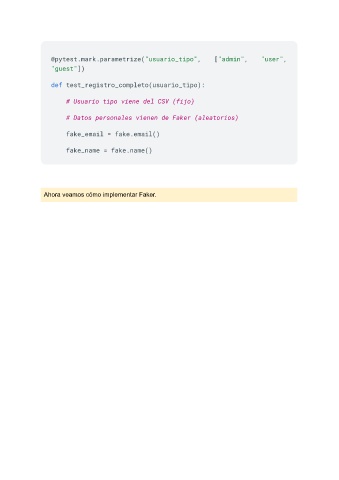 @pytest.mark.parametrize("usuario_tipo", ["admin", "user",
"guest"])
def test_registro_completo(usuario_tipo):
# Usuario tipo viene del CSV (fijo)
# Datos personales vienen de Faker (aleatorios)
fake_email = fake.email()
fake_name = fake.name()
Ahora veamos cómo implementar Faker.